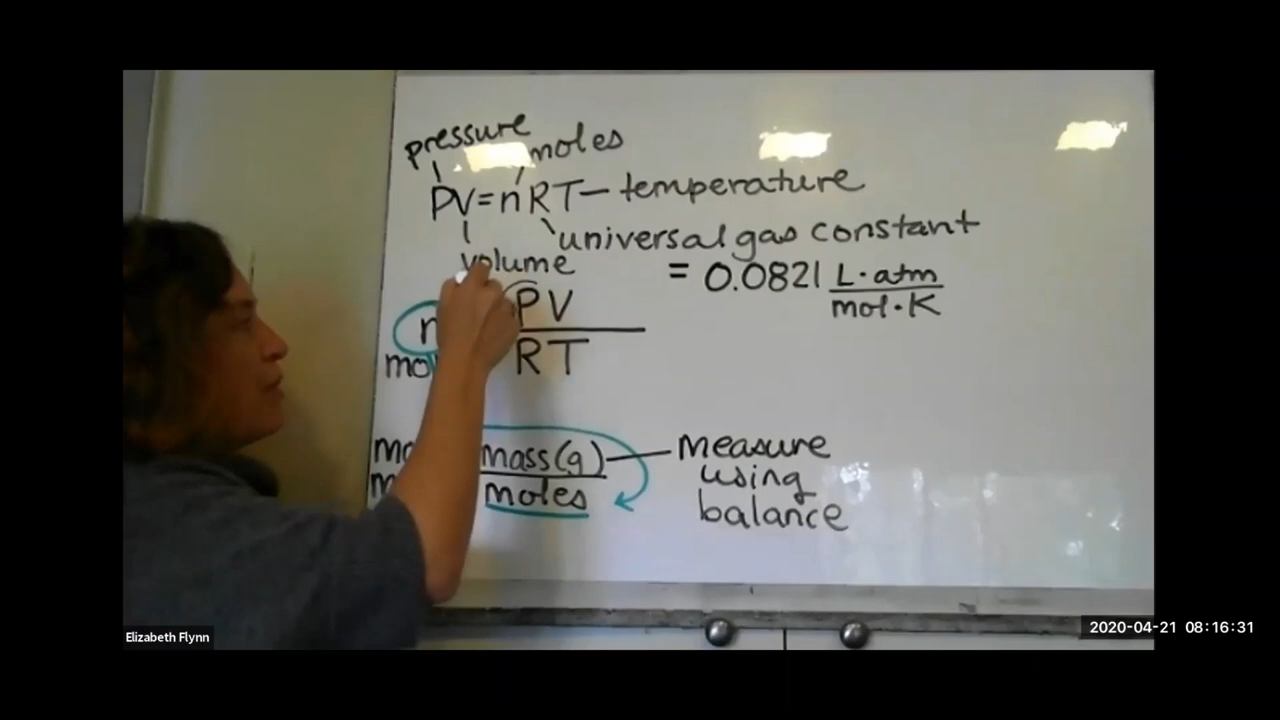 pressure
moles
PV=nRT– temperature
universal gas constant
volume
= 0.0821 L·atm
mol·K
n
PV
RT
mass(g) — Measure
using
moles
balance
Elizabeth Flynn
2020-04-21 08:16:31